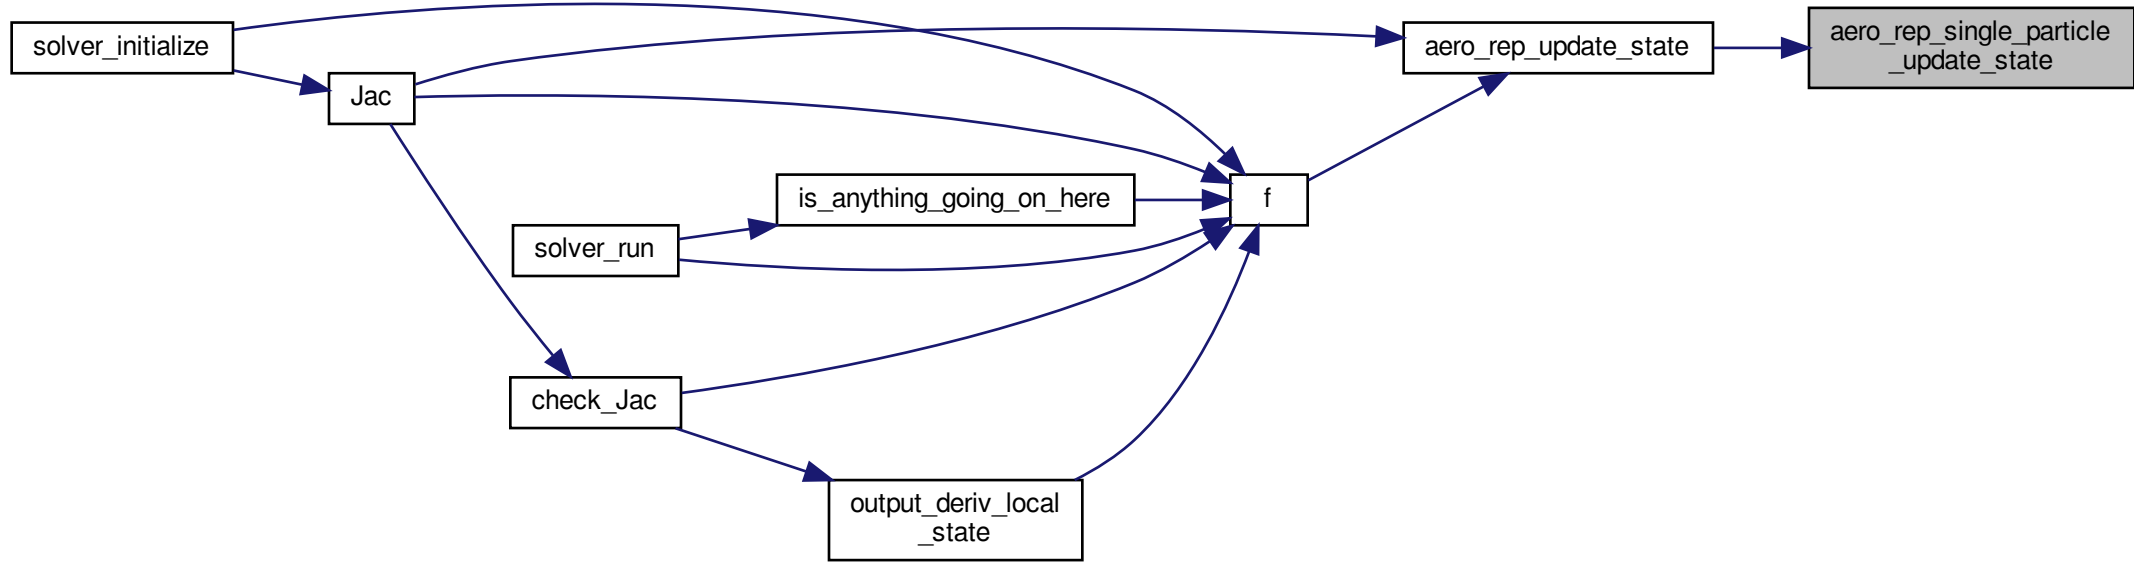 solver_initialize
Jac
aero_rep_update_state
aero_rep_single_particle
_update_state
is_anything_going_on_here
f
solver_run
check_Jac
output_deriv_local
_state